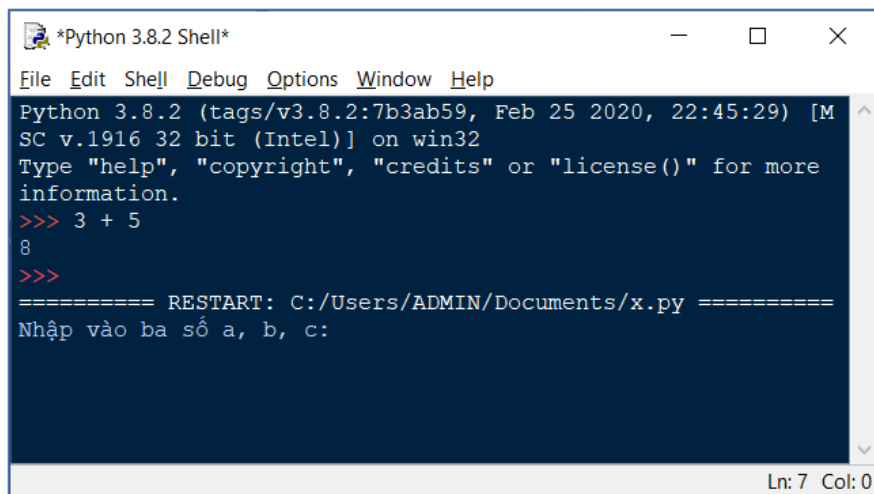 *Python 3.8.2 Shell*
File Edit Shell Debug Options Window Help
Python 3.8.2 (tags/v3.8.2:7b3ab59, Feb 25 2020, 22:45:29) [M
SC v.1916 32 bit (Intel)] on win32
Type "help", "copyright", "credits" or "license()" for more
information.
>>> 3 + 5
8
>>>
========== RESTART: C:/Users/ADMIN/Documents/x.py ==========
Nhập vào ba số a, b, c:
Ln: 7 Col: 0